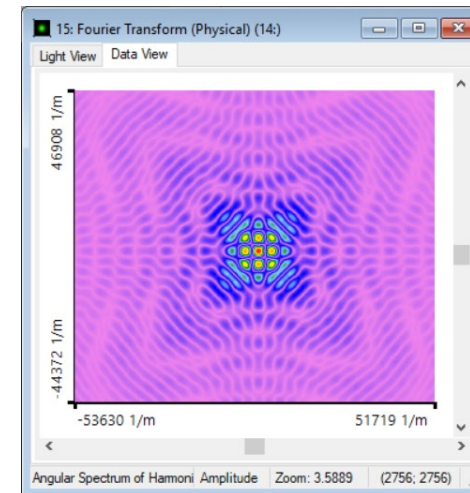 15: Fourier Transform (Physical) (14:)
Light View Data View
46908 1/m
-44372 1/m
-53630 1/m 51719 1/m
Angular Spectrum of Harmoni Amplitude Zoom: 3.5889 (2756; 2756)